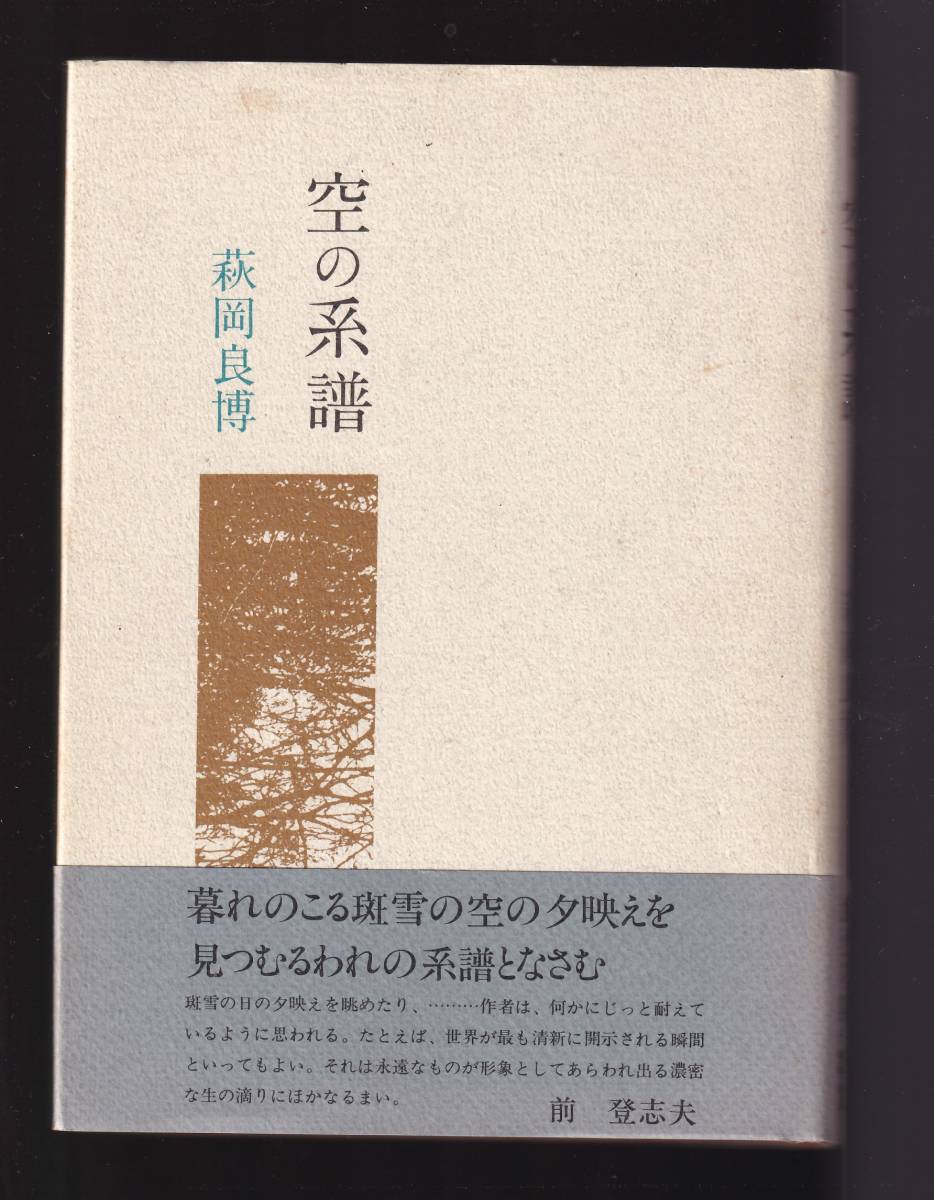 空の系譜
萩岡良博
暮れのこる斑雪の空の夕映えを
見つむるわれの系譜となさむ
斑雪の日の夕映えを眺めたり、………作者は、何かにじっと耐えて
いるように思われる。たとえば、世界が最も清新に開示される瞬間
といってもよい。それは永遠なものが形象としてあらわれ出る濃密
な生の滴りにほかなるまい。
前 登志夫